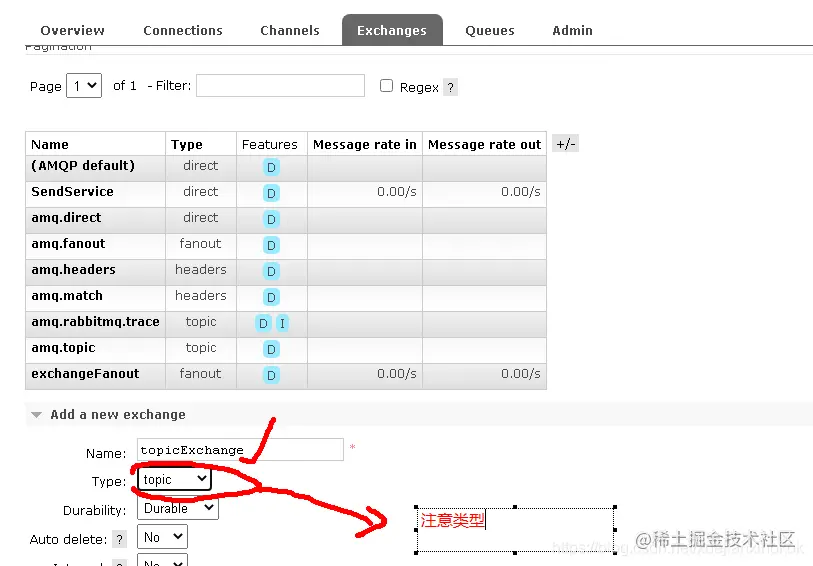 Overview Connections Channels Exchanges Queues Admin
Pagination
Page 1 of 1 - Filter: Regex ?
Name Type Features Message rate in Message rate out +/-
(AMQP default) direct D
SendService direct D 0.00/s 0.00/s
amq.direct direct D
amq.fanout fanout D
amq.headers headers D
amq.match headers D
amq.rabbitmq.trace topic D I
amq.topic topic D
exchangeFanout fanout D 0.00/s 0.00/s
Add a new exchange
Name: topicExchange *
Type: topic
Durability: Durable
注意类型
Auto delete: ? No
@稀土掘金技术社区
No